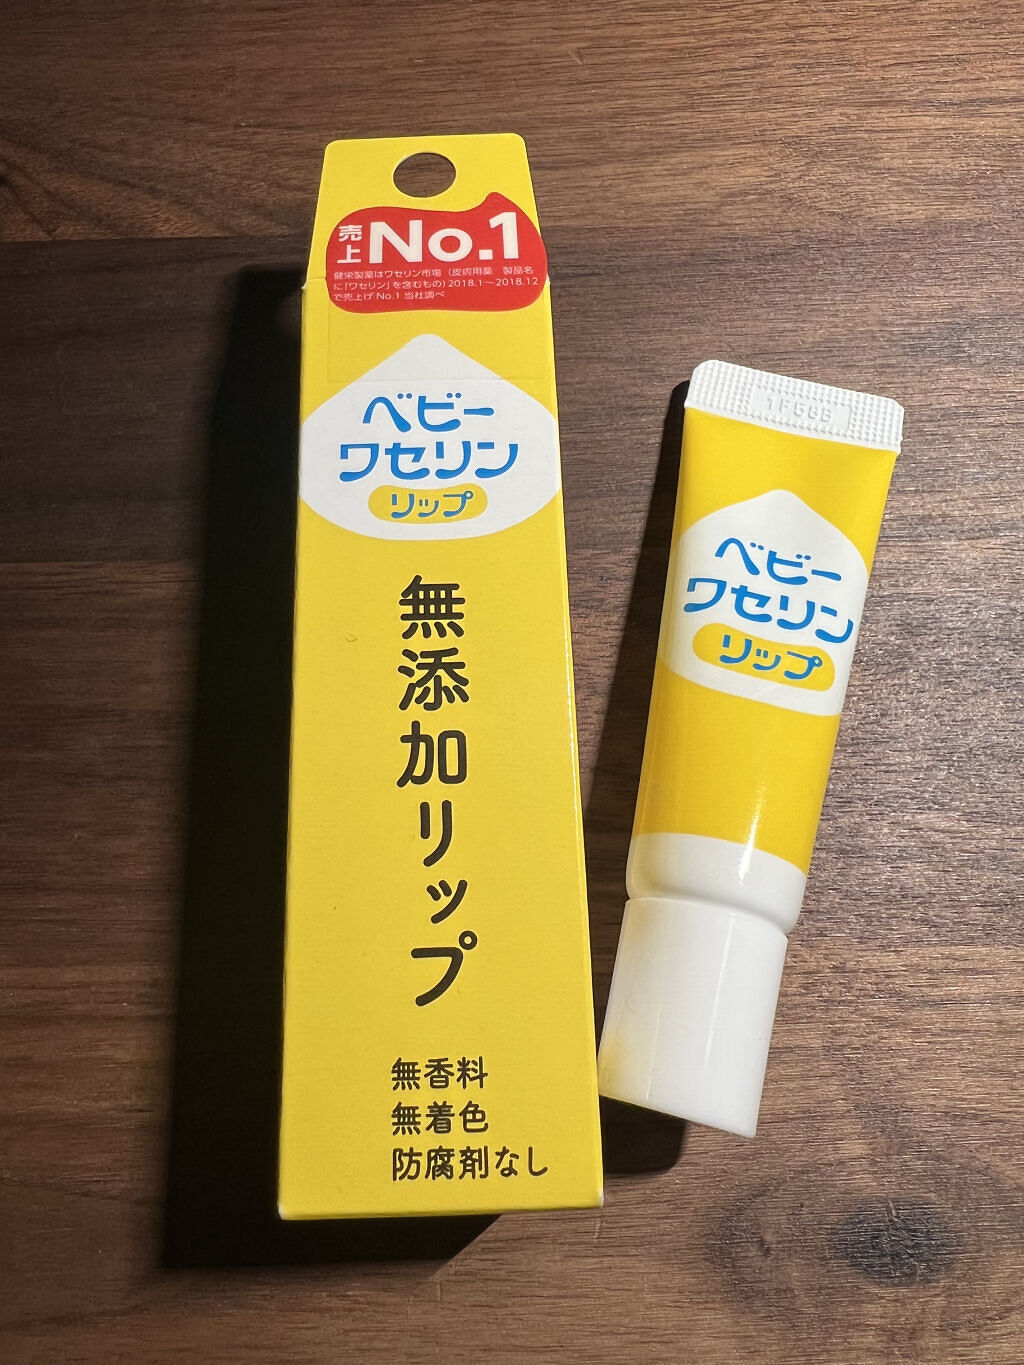 売上 No.1
健栄製薬はワセリン市場（皮膚用薬　製品名
に「ワセリン」を含むもの）2018.1～2018.12
で売上げNo.1 当社調べ
ベビー
ワセリン
リップ
無添加リップ
無香料
無着色
防腐剤なし
ベビー
ワセリン
リップ